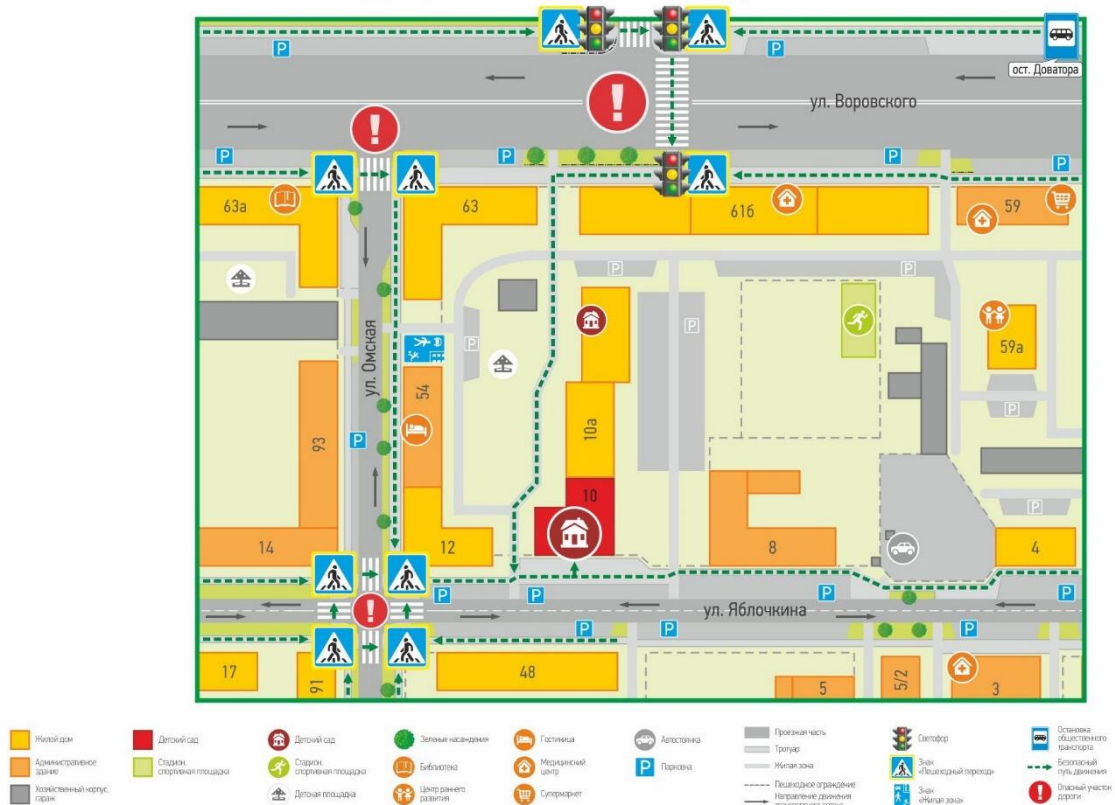 P
P
ост. Доватора
ул. Воровского
P
P
P
P
63а
63
61б
59
P
P
ул. Омская
P
P
59а
P
54
93
P
10а
10
P
14
12
8
4
P
P
P
P
ул. Яблочкина
P
P
P
P
17
91
48
5
5/2
3
Жилой дом
Административное
здание
Хозяйственный корпус,
гараж
Детский сад
Стадион,
спортивная площадка
Детский сад
Стадион,
спортивная площадка
Детская площадка
Зеленые насаждения
Библиотека
Центр раннего
развития
Гостиница
Медицинский
центр
Супермаркет
Автостоянка
P
Парковка
Проезжая часть
Тротуар
Жилая зона
Пешеходное ограждение
Направление движения
транспортного потока
Светофор
Знак
«Пешеходный переход»
Знак
«Жилая зона»
Остановка
общественного
транспорта
Безопасный
путь движения
Опасный участок
дороги